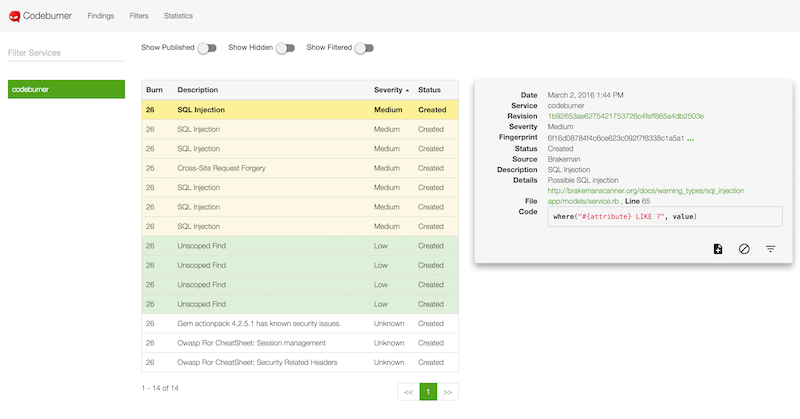 Codeburner Findings Filters Statistics
Filter Services
Show Published Show Hidden Show Filtered
codeburner
Burn Description Severity Status
26 SQL Injection Medium Created
26 SQL Injection Medium Created
26 SQL Injection Medium Created
26 Cross-Site Request Forgery Medium Created
26 SQL Injection Medium Created
26 SQL Injection Medium Created
26 SQL Injection Medium Created
26 Unscoped Find Low Created
26 Unscoped Find Low Created
26 Unscoped Find Low Created
26 Unscoped Find Low Created
26 Gem actionpack 4.2.5.1 has known security issues. Unknown Created
26 Owasp Ror CheatSheet: Session management Unknown Created
26 Owasp Ror CheatSheet: Security Related Headers Unknown Created
1 - 14 of 14
<< 1 >>
Date March 2, 2016 1:44 PM
Service codeburner
Revision 1b92653ae6275421753726c4feff865a4db2503e
Severity Medium
Fingerprint 6f16d08784f4c6ce623c092f7f8338c1a5a1 ...
Status Created
Source Brakeman
Description SQL Injection
Details Possible SQL injection
http://brakemanscanner.org/docs/warning_types/sql_injection
File app/models/service.rb , Line 65
Code where("#{attribute} LIKE ?", value)